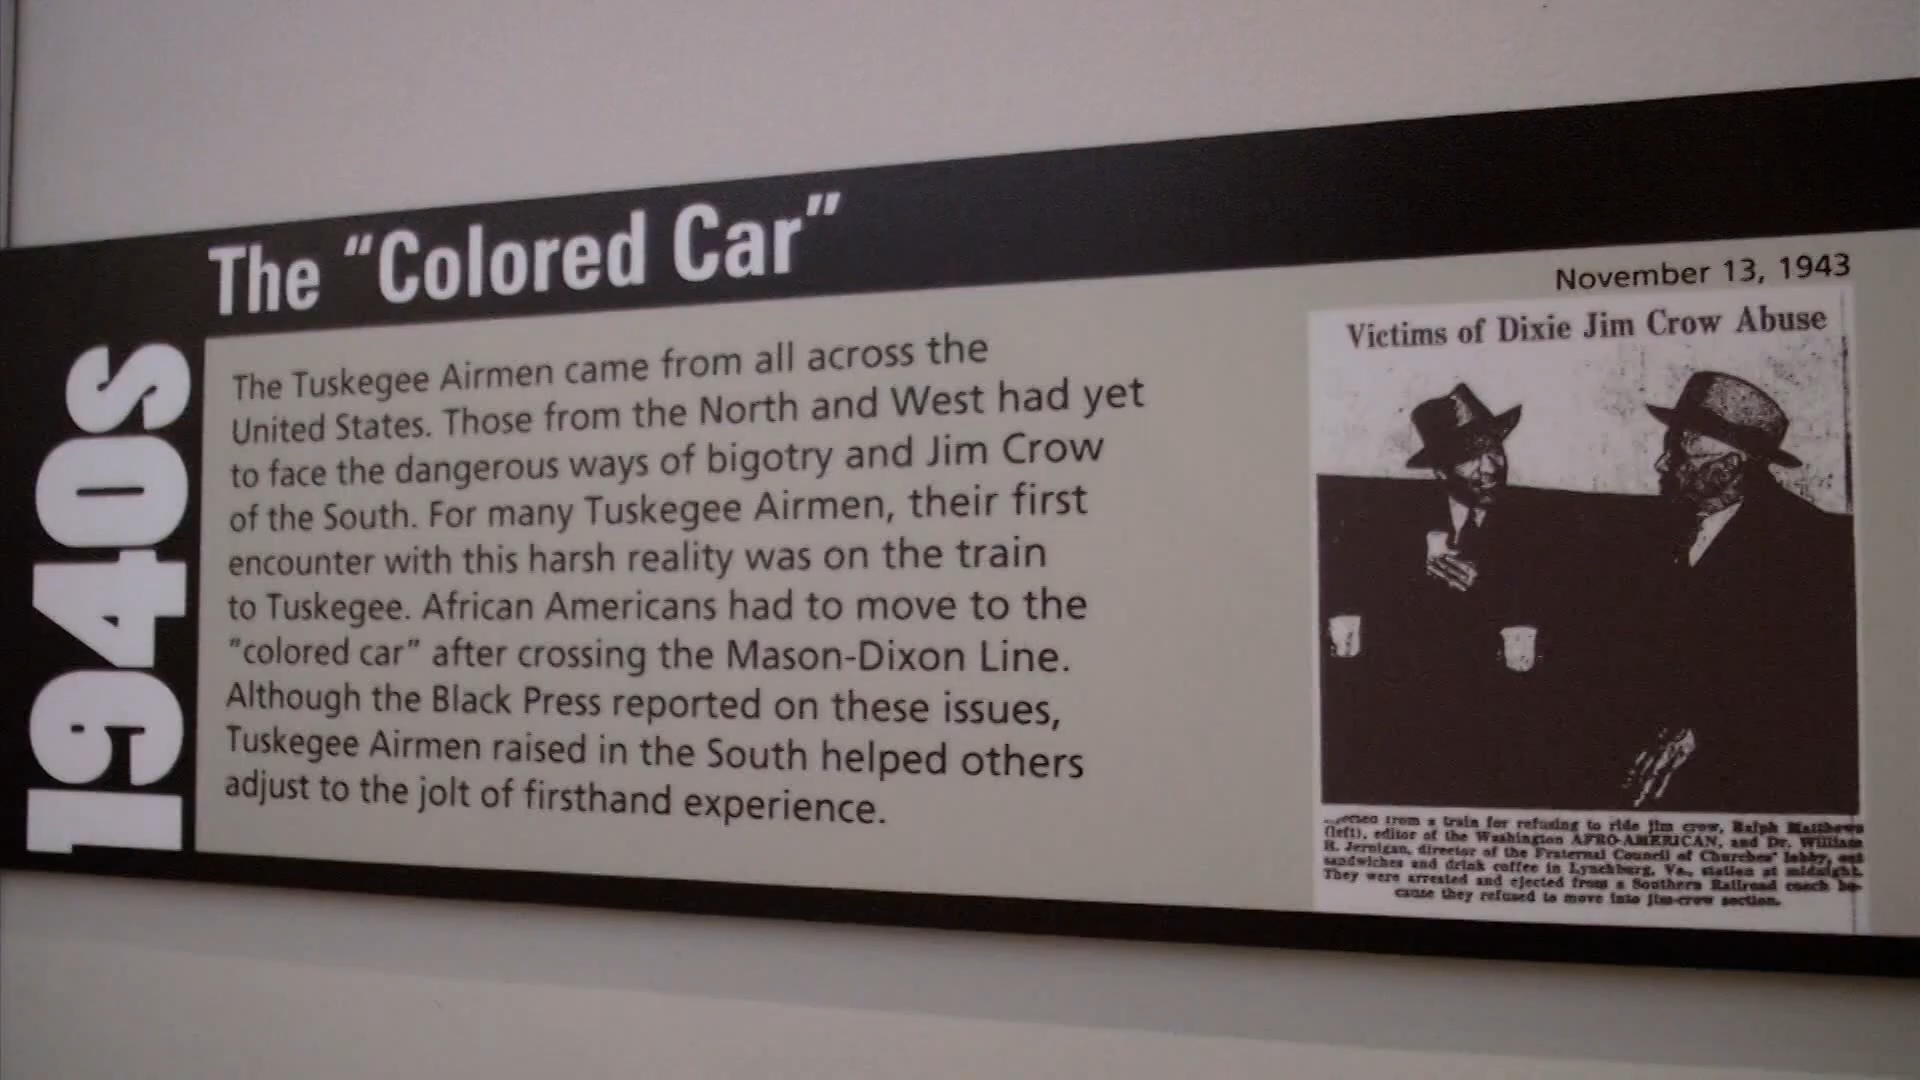 1940s
The "Colored Car"
The Tuskegee Airmen came from all across the
United States. Those from the North and West had yet
to face the dangerous ways of bigotry and Jim Crow
of the South. For many Tuskegee Airmen, their first
encounter with this harsh reality was on the train
to Tuskegee. African Americans had to move to the
"colored car" after crossing the Mason-Dixon Line.
Although the Black Press reported on these issues,
Tuskegee Airmen raised in the South helped others
adjust to the jolt of firsthand experience.
November 13, 1943
Victims of Dixie Jim Crow Abuse
from a train for refusing to ride jim crow, Ralph Matthews
(left), editor of the Washington AFRO-AMERICAN, and Dr. William
H. Jernigan, director of the Fraternal Council of Churches' lobby, eat
sandwiches and drink coffee in Lynchburg, Va., station at midnight.
They were arrested and ejected from a Southern Railroad coach be-
cause they refused to move into jim-crow section.